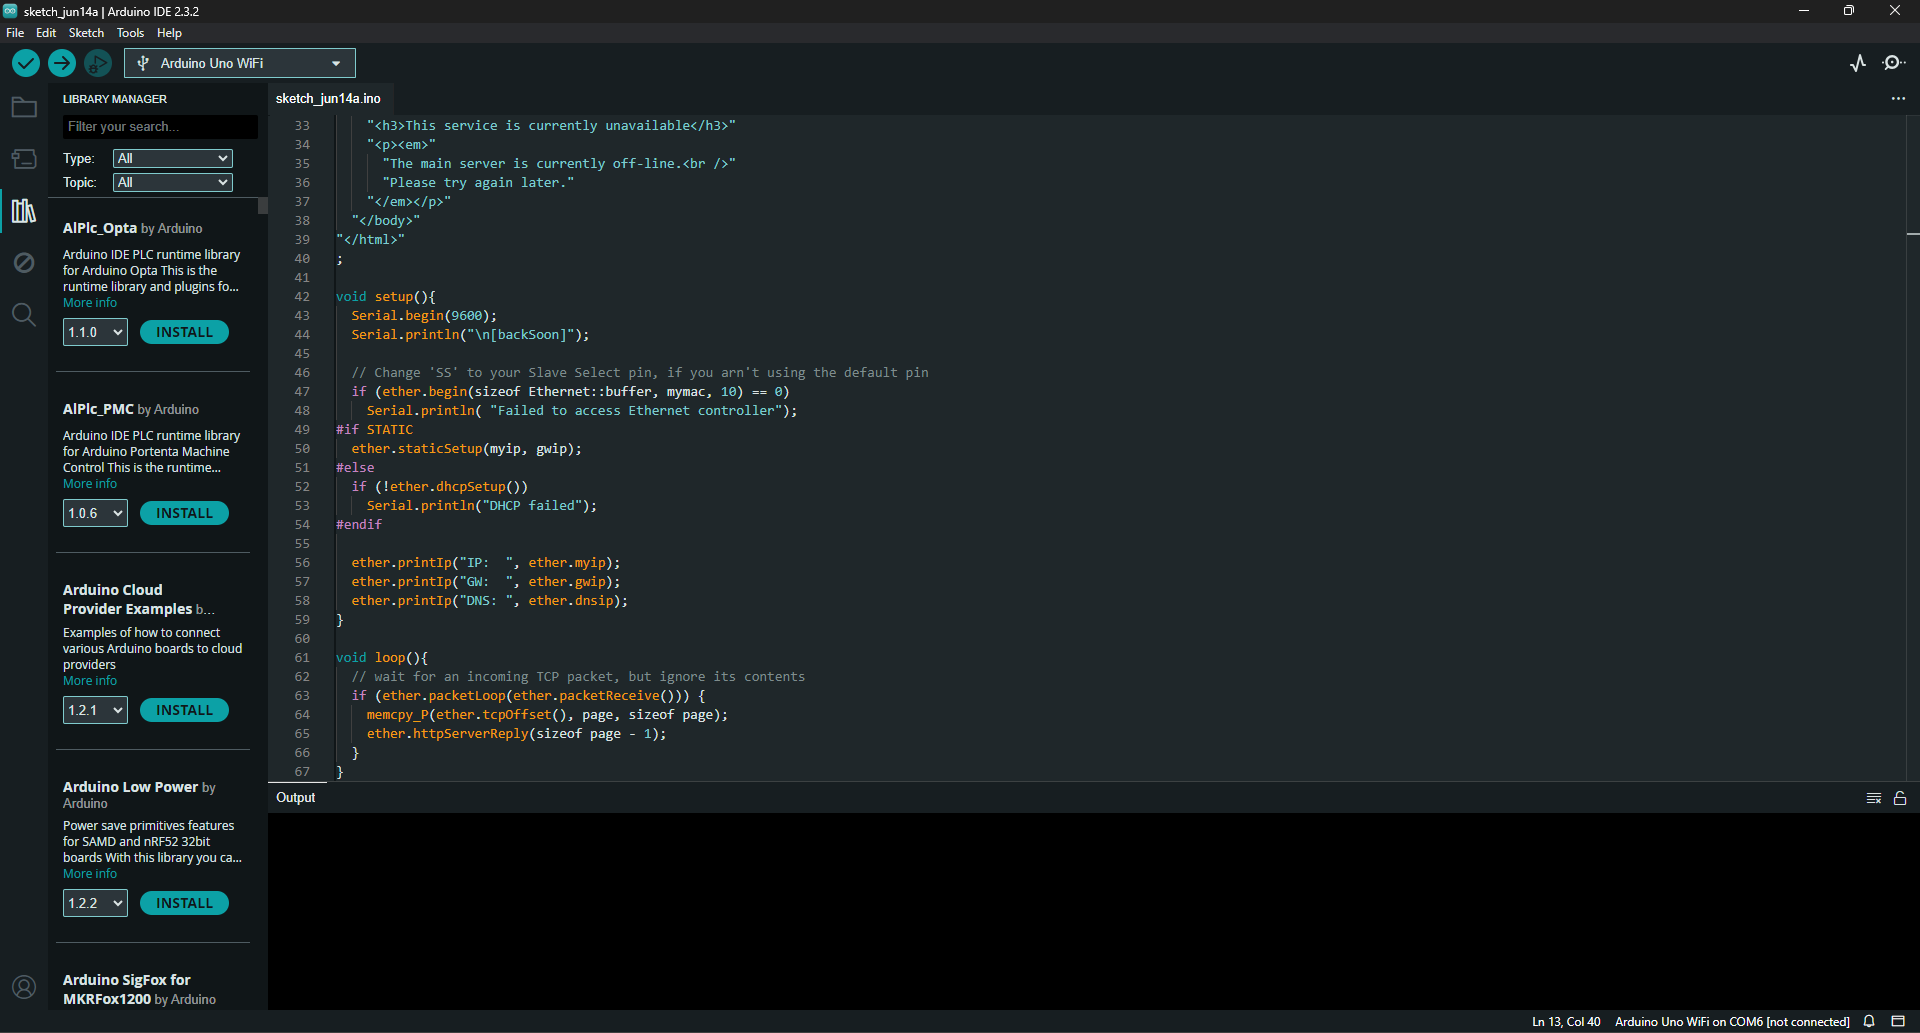 sketch_jun14a | Arduino IDE 2.3.2
File Edit Sketch Tools Help
Arduino Uno WiFi
LIBRARY MANAGER
Filter your search...
Type: All
Topic: All
AIPlc_Opta by Arduino
Arduino IDE PLC runtime library
for Arduino Opta This is the
runtime library and plugins fo...
More info
1.1.0 INSTALL
AIPlc_PMC by Arduino
Arduino IDE PLC runtime library
for Arduino Portenta Machine
Control This is the runtime...
More info
1.0.6 INSTALL
Arduino Cloud
Provider Examples b...
Examples of how to connect
various Arduino boards to cloud
providers
More info
1.2.1 INSTALL
Arduino Low Power by
Arduino
Power save primitives features
for SAMD and nRF52 32bit
boards With this library you ca...
More info
1.2.2 INSTALL
Arduino SigFox for
MKRFox1200 by Arduino
sketch_jun14a.ino
33 "<h3>This service is currently unavailable</h3>"
34 "<p><em>"
35 "The main server is currently off-line.<br />"
36 "Please try again later."
37 "</em></p>"
38 "</body>"
39 "</html>"
40 ;
41
42 void setup(){
43 Serial.begin(9600);
44 Serial.println("\n[backSoon]");
45
46 // Change 'SS' to your Slave Select pin, if you arn't using the default pin
47 if (ether.begin(sizeof Ethernet::buffer, mymac, 10) == 0)
48 Serial.println( "Failed to access Ethernet controller");
49 #if STATIC
50 ether.staticSetup(myip, gwip);
51 #else
52 if (!ether.dhcpSetup())
53 Serial.println("DHCP failed");
54 #endif
55
56 ether.printIp("IP:  ", ether.myip);
57 ether.printIp("GW:  ", ether.gwip);
58 ether.printIp("DNS: ", ether.dnsip);
59 }
60
61 void loop(){
62 // wait for an incoming TCP packet, but ignore its contents
63 if (ether.packetLoop(ether.packetReceive())) {
64 memcpy_P(ether.tcpOffset(), page, sizeof page);
65 ether.httpServerReply(sizeof page - 1);
66 }
67 }
Output
Ln 13, Col 40 Arduino Uno WiFi on COM6 [not connected]